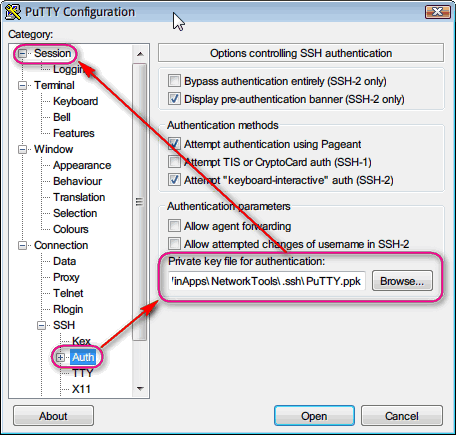 PuTTY Configuration
Category:
Session
Logging
Terminal
Keyboard
Bell
Features
Window
Appearance
Behaviour
Translation
Selection
Colours
Connection
Data
Proxy
Telnet
Rlogin
SSH
Kex
Auth
TTY
X11
Options controlling SSH authentication
Bypass authentication entirely (SSH-2 only)
Display pre-authentication banner (SSH-2 only)
Authentication methods
Attempt authentication using Pageant
Attempt TIS or CryptoCard auth (SSH-1)
Attempt "keyboard-interactive" auth (SSH-2)
Authentication parameters
Allow agent forwarding
Allow attempted changes of username in SSH-2
Private key file for authentication:
inApps\NetworkTools\.ssh\PuTTY.ppk
Browse...
About
Open
Cancel